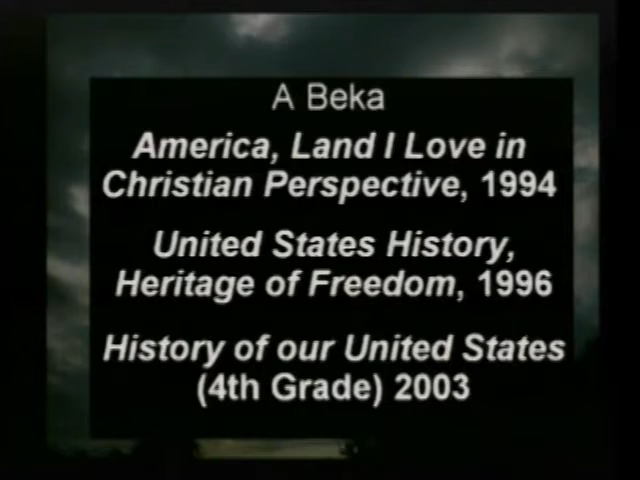 A Beka
America, Land I Love in
Christian Perspective, 1994
United States History,
Heritage of Freedom, 1996
History of our United States
(4th Grade) 2003